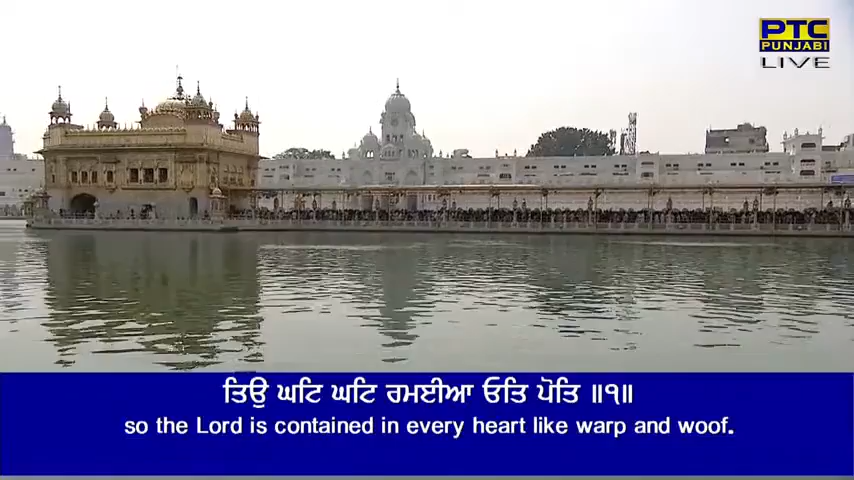 PTC
PUNJABI
LIVE
ਤਿਉ ਘਟਿ ਘਟਿ ਰਮਈਆ ਓਤਿ ਪੋਤਿ ॥੧॥
so the Lord is contained in every heart like warp and woof.